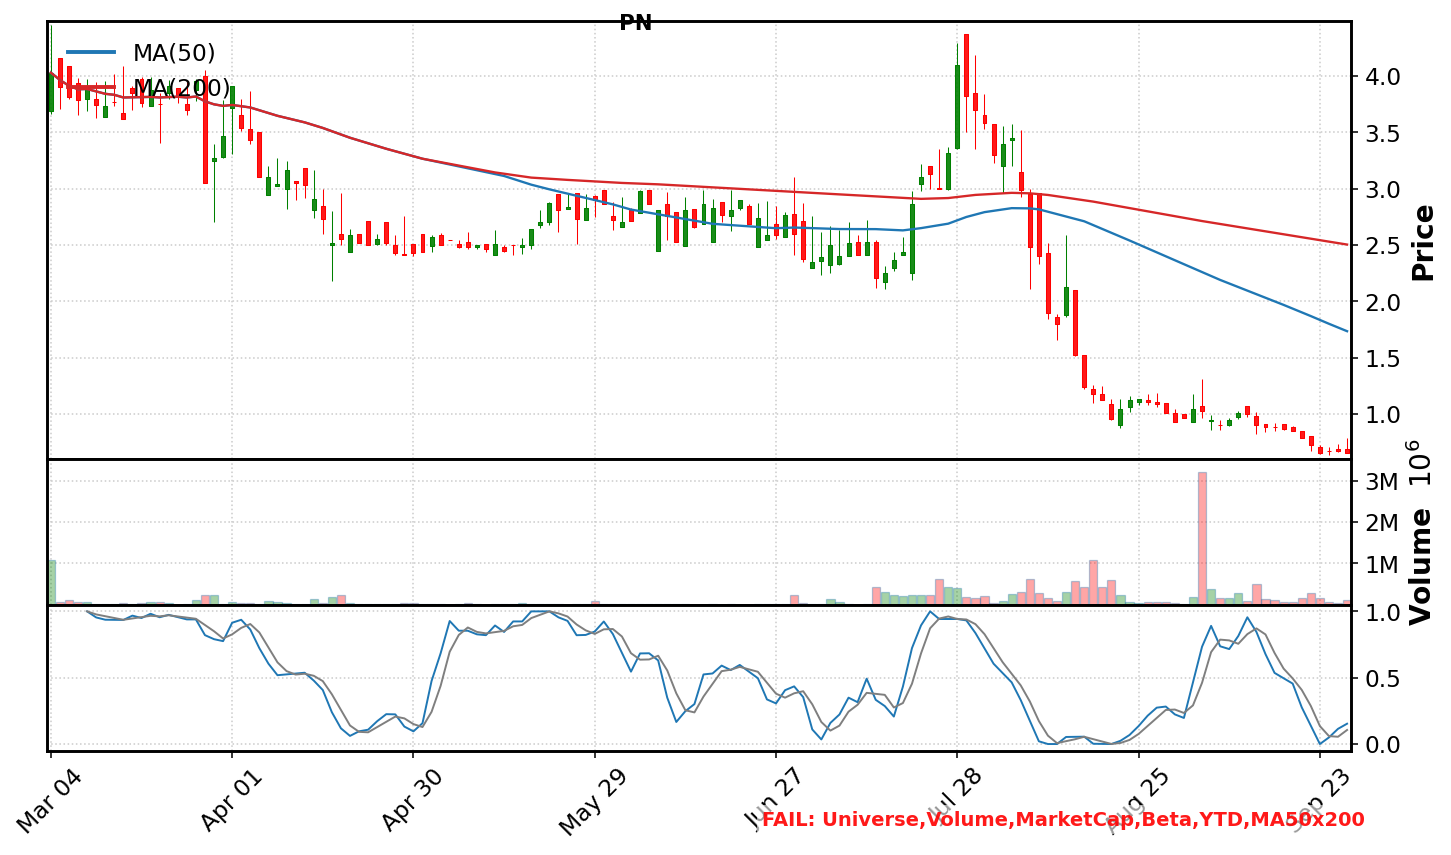 PN
MA(50)
MA(200)
4.0
3.5
3.0
2.5
2.0
1.5
1.0
Price
3M
2M
1M
Volume 10^6
1.0
0.5
0.0
Mar 04
Apr 01
Apr 30
May 29
Jun 27
Jul 28
Aug 25
Sep 23
FAIL: Universe,Volume,MarketCap,Beta,YTD,MA50x200